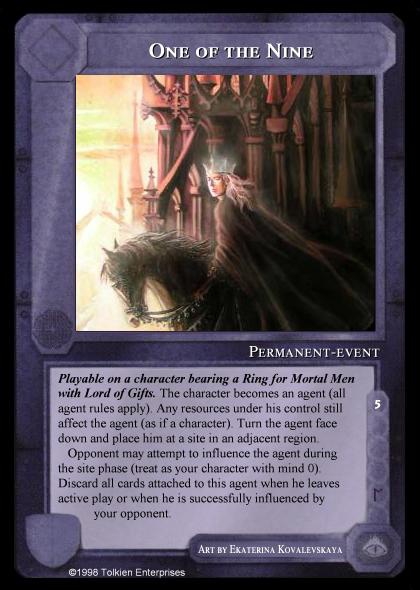 One of the Nine
Permanent-event
Playable on a character bearing a Ring for Mortal Men
with Lord of Gifts. The character becomes an agent (all
agent rules apply). Any resources under his control still
affect the agent (as if a character). Turn the agent face
down and place him at a site in an adjacent region.
Opponent may attempt to influence the agent during
the site phase (treat as your character with mind 0).
Discard all cards attached to this agent when he leaves
active play or when he is successfully influenced by
your opponent.
5
Art by Ekaterina Kovalevskaya
©1998 Tolkien Enterprises